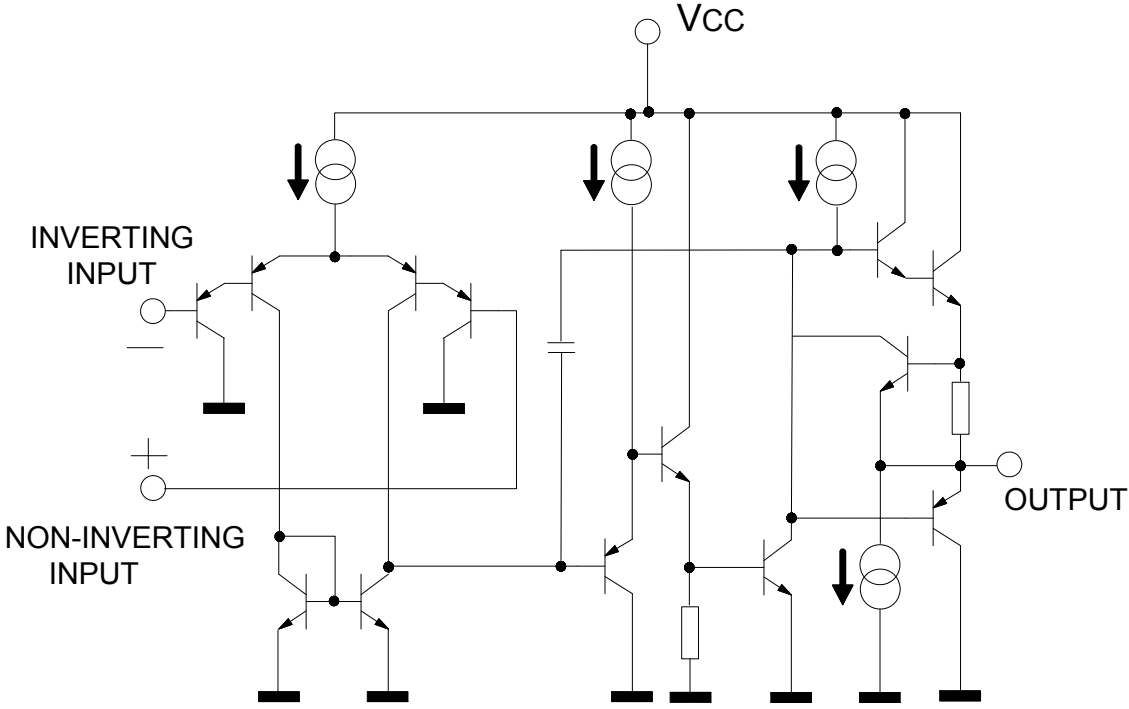 VCC
INVERTING
INPUT
—
+
NON-INVERTING
INPUT
OUTPUT